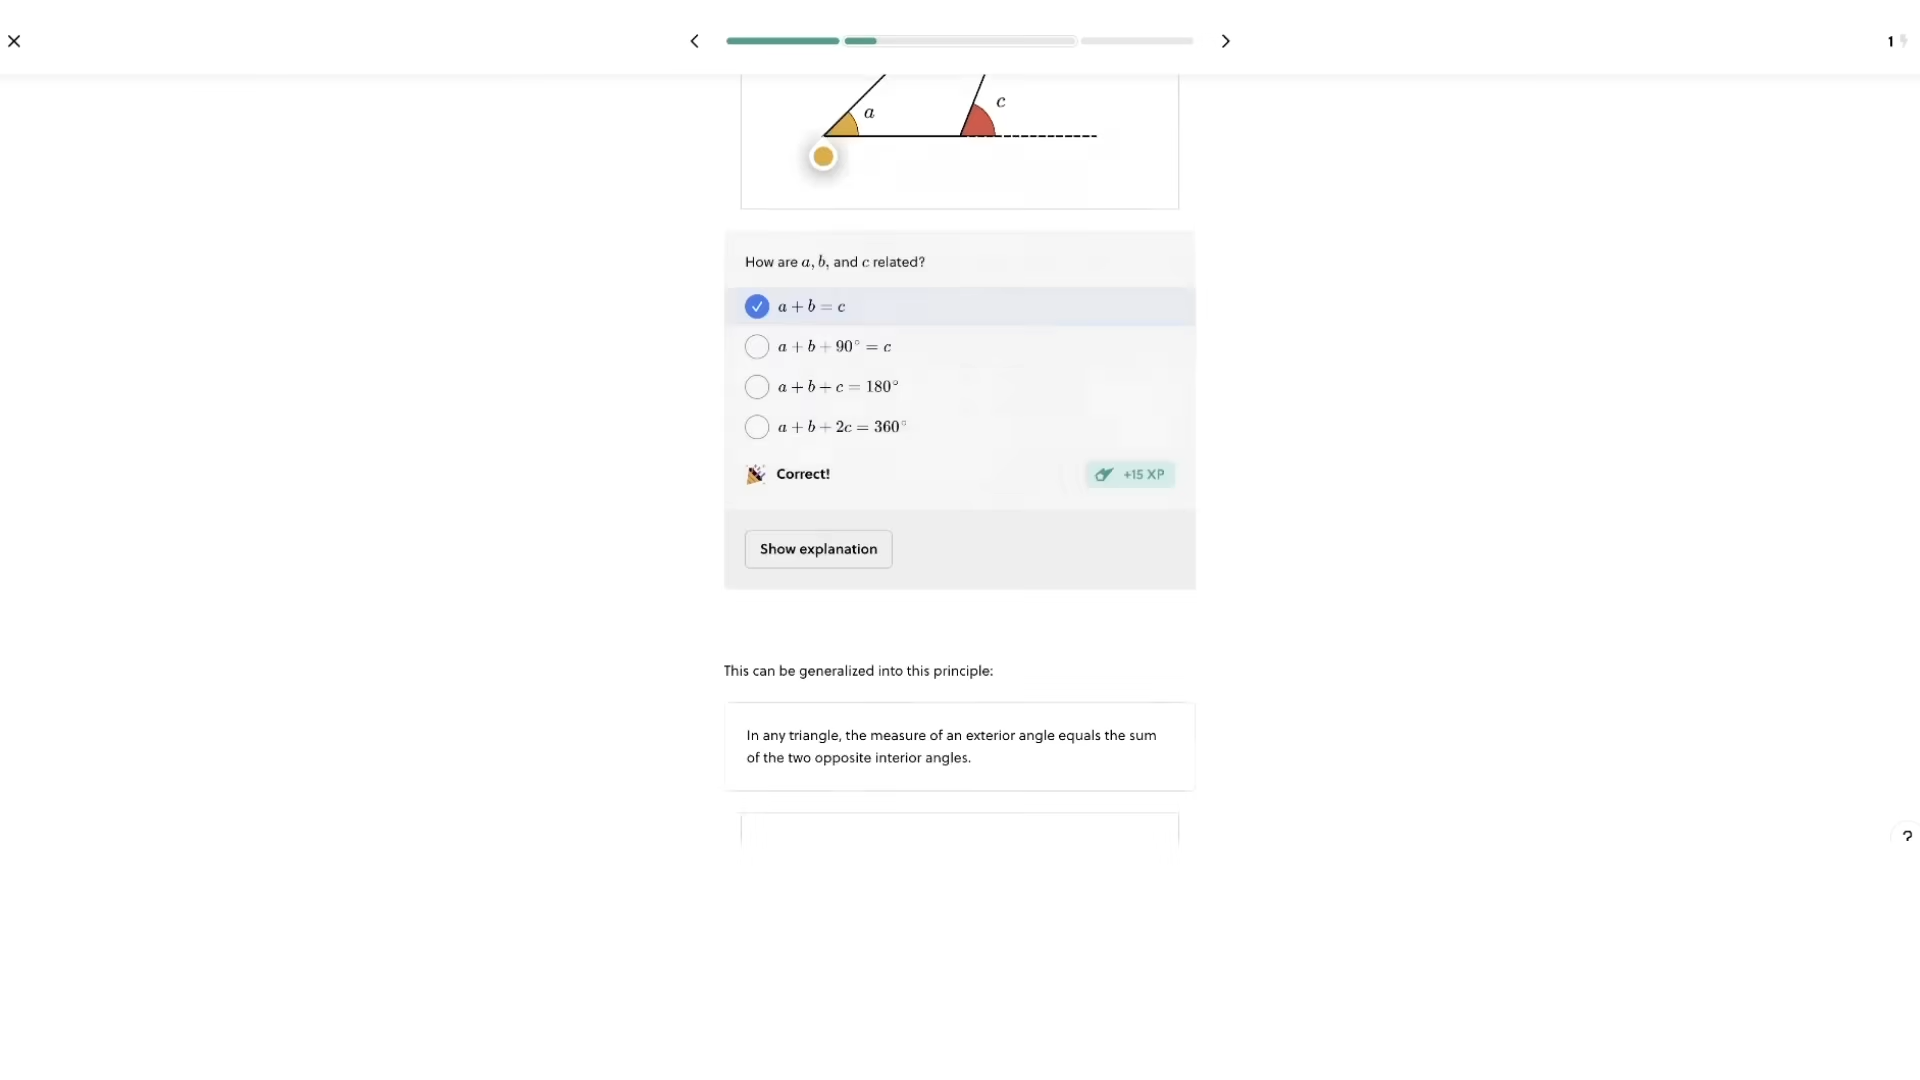 1
a
c
How are a, b, and c related?
a + b = c
a + b + 90° = c
a + b + c = 180°
a + b + 2c = 360°
Correct!
+15 XP
Show explanation
This can be generalized into this principle:
In any triangle, the measure of an exterior angle equals the sum
of the two opposite interior angles.
?